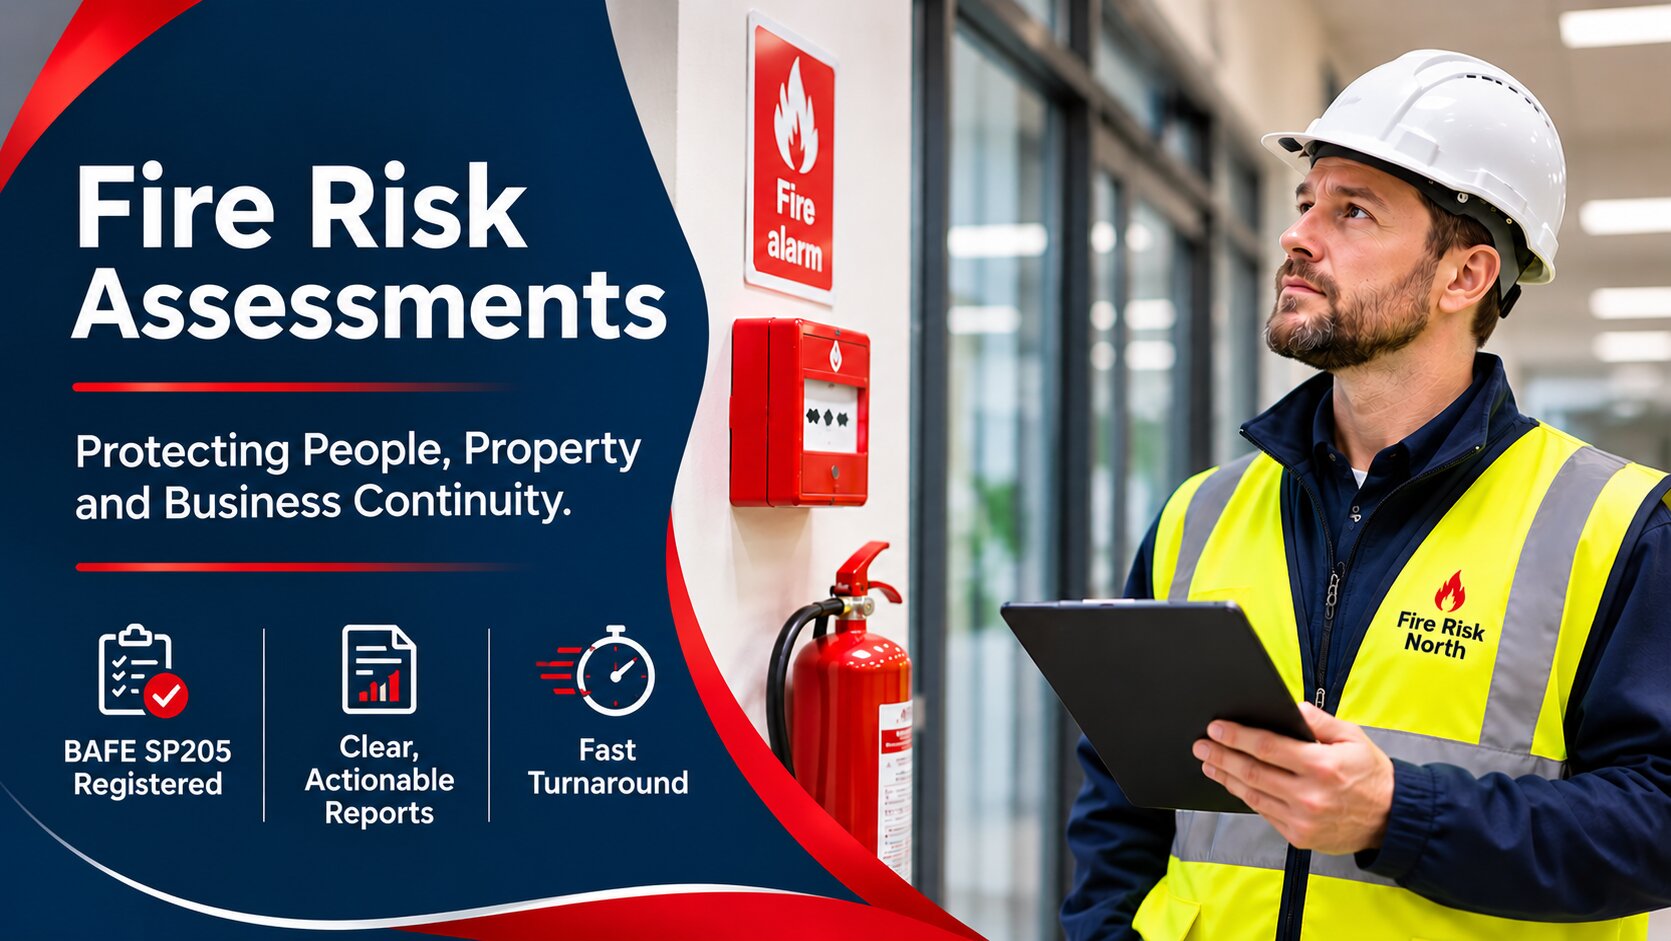 Fire Risk
Assessments
Protecting People, Property
and Business Continuity.
BAFE SP205
Registered
Clear,
Actionable
Reports
Fast
Turnaround
Fire
alarm
Fire Risk
North